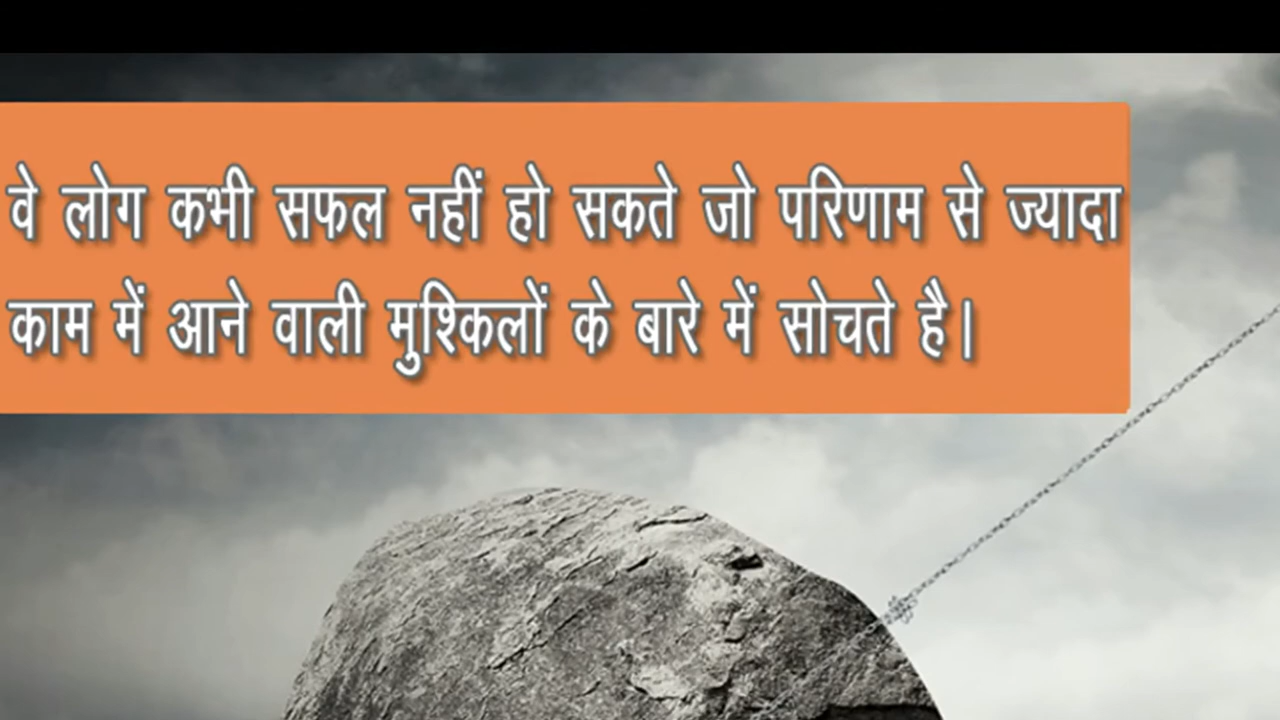 वे लोग कभी सफल नहीं हो सकते जो परिणाम से ज्यादा
काम में आने वाली मुश्किलों के बारे में सोचते है।